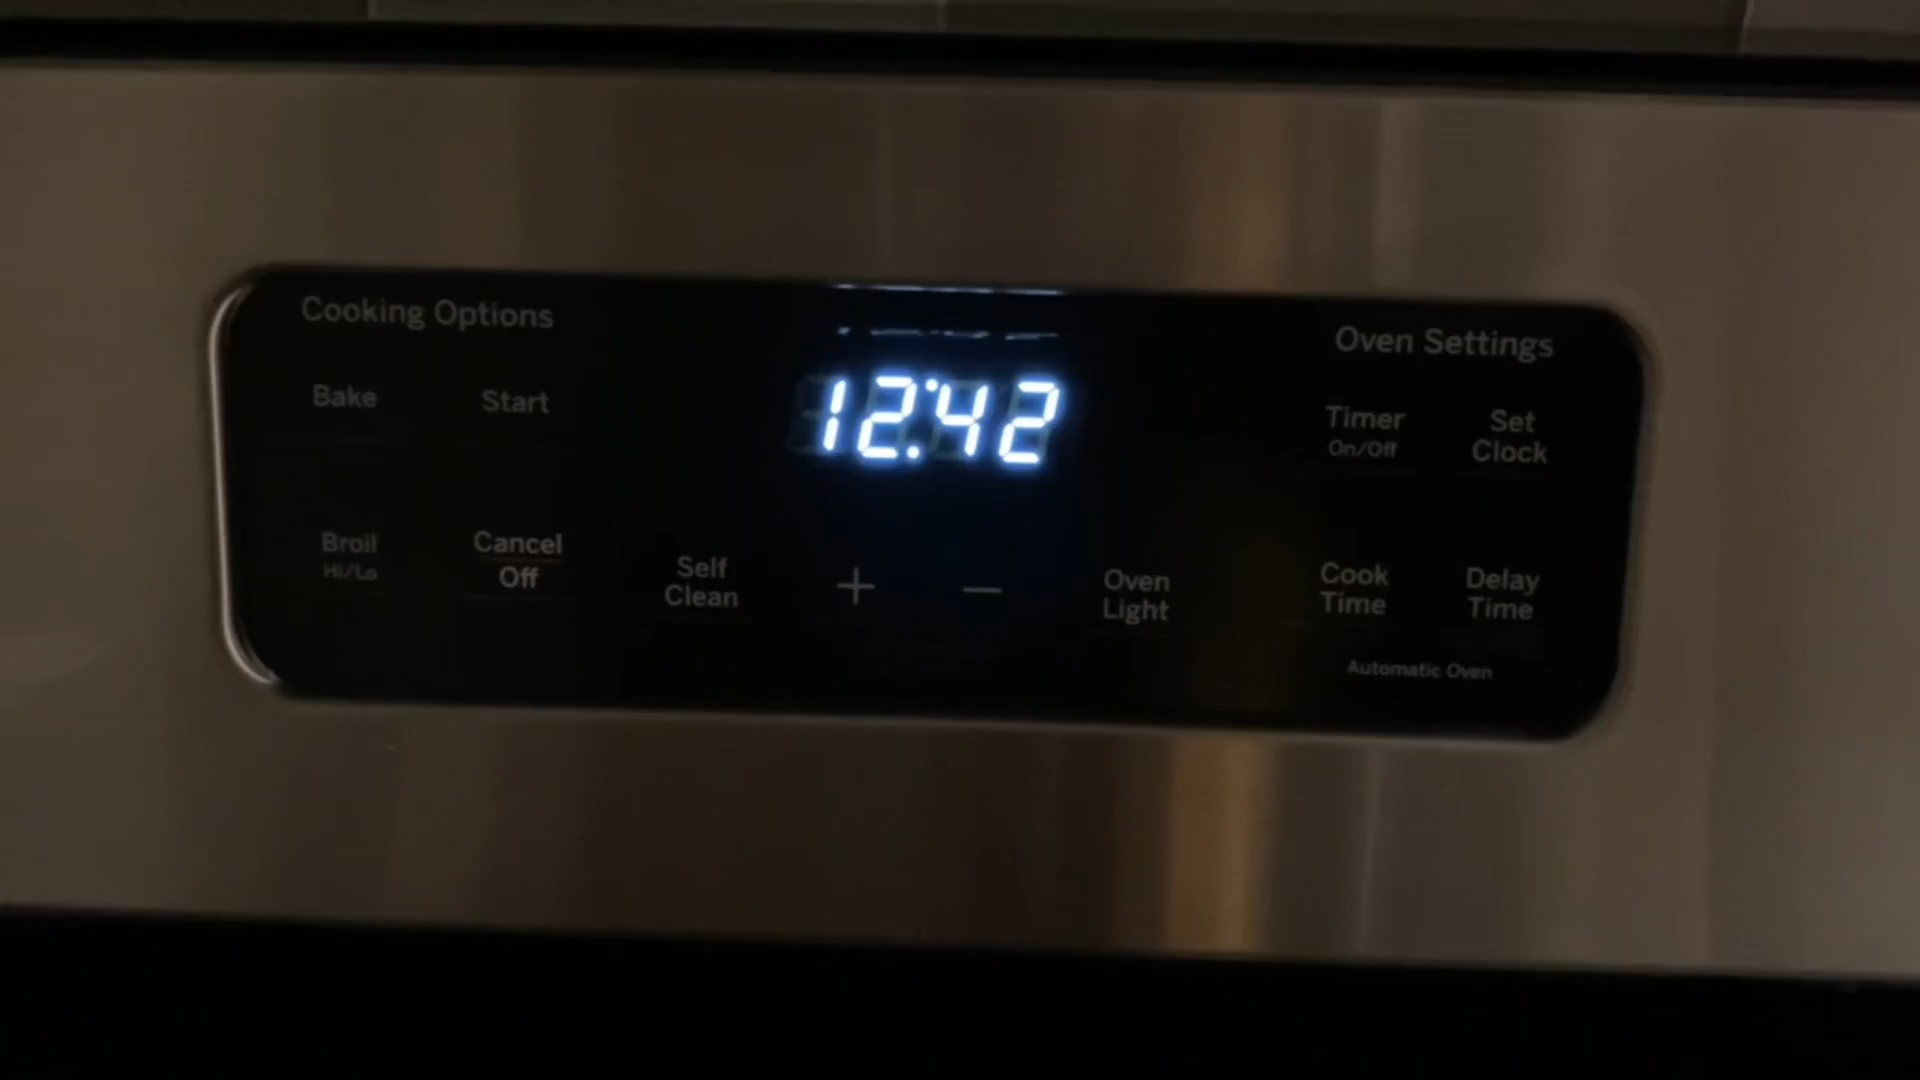 Cooking Options
Oven Settings
12:42
Bake
Start
Timer
On/Off
Set
Clock
Broil
Hi/Lo
Cancel
Off
Self
Clean
+
−
Oven
Light
Cook
Time
Delay
Time
Automatic Oven